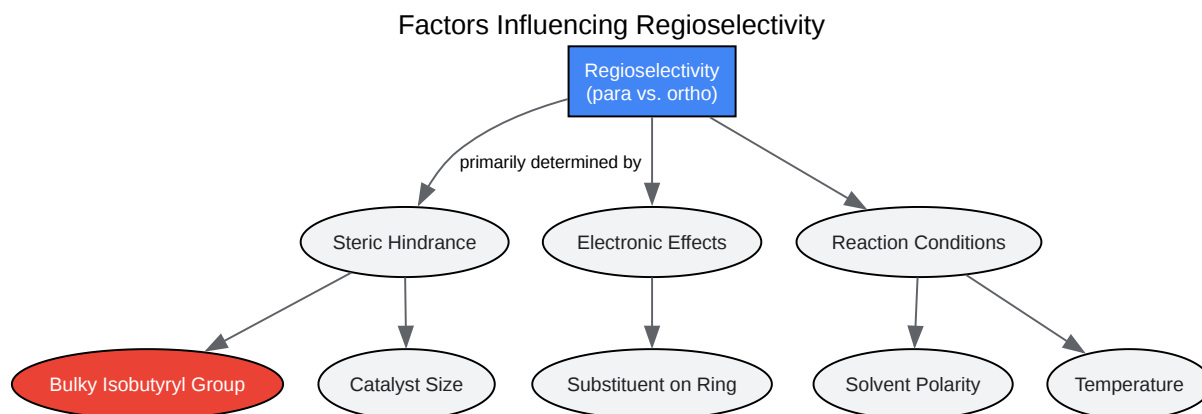 Factors Influencing Regioselectivity
Regioselectivity
(para vs. ortho)
primarily determined by
Steric Hindrance
Electronic Effects
Reaction Conditions
Bulky Isobutyryl Group
Catalyst Size
Substituent on Ring
Solvent Polarity
Temperature